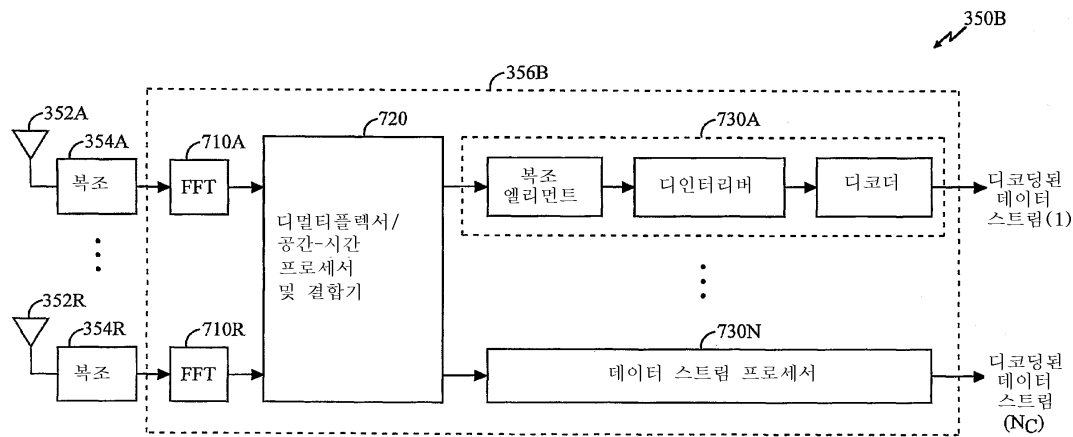 350B
356B
352A
354A
복조
710A
FFT
720
디멀티플렉서/
공간-시간
프로세서
및 결합기
730A
복조
엘리먼트
디인터리버
디코더
디코딩된
데이터
스트림(1)
352R
354R
복조
710R
FFT
730N
데이터 스트림 프로세서
디코딩된
데이터
스트림
(NC)